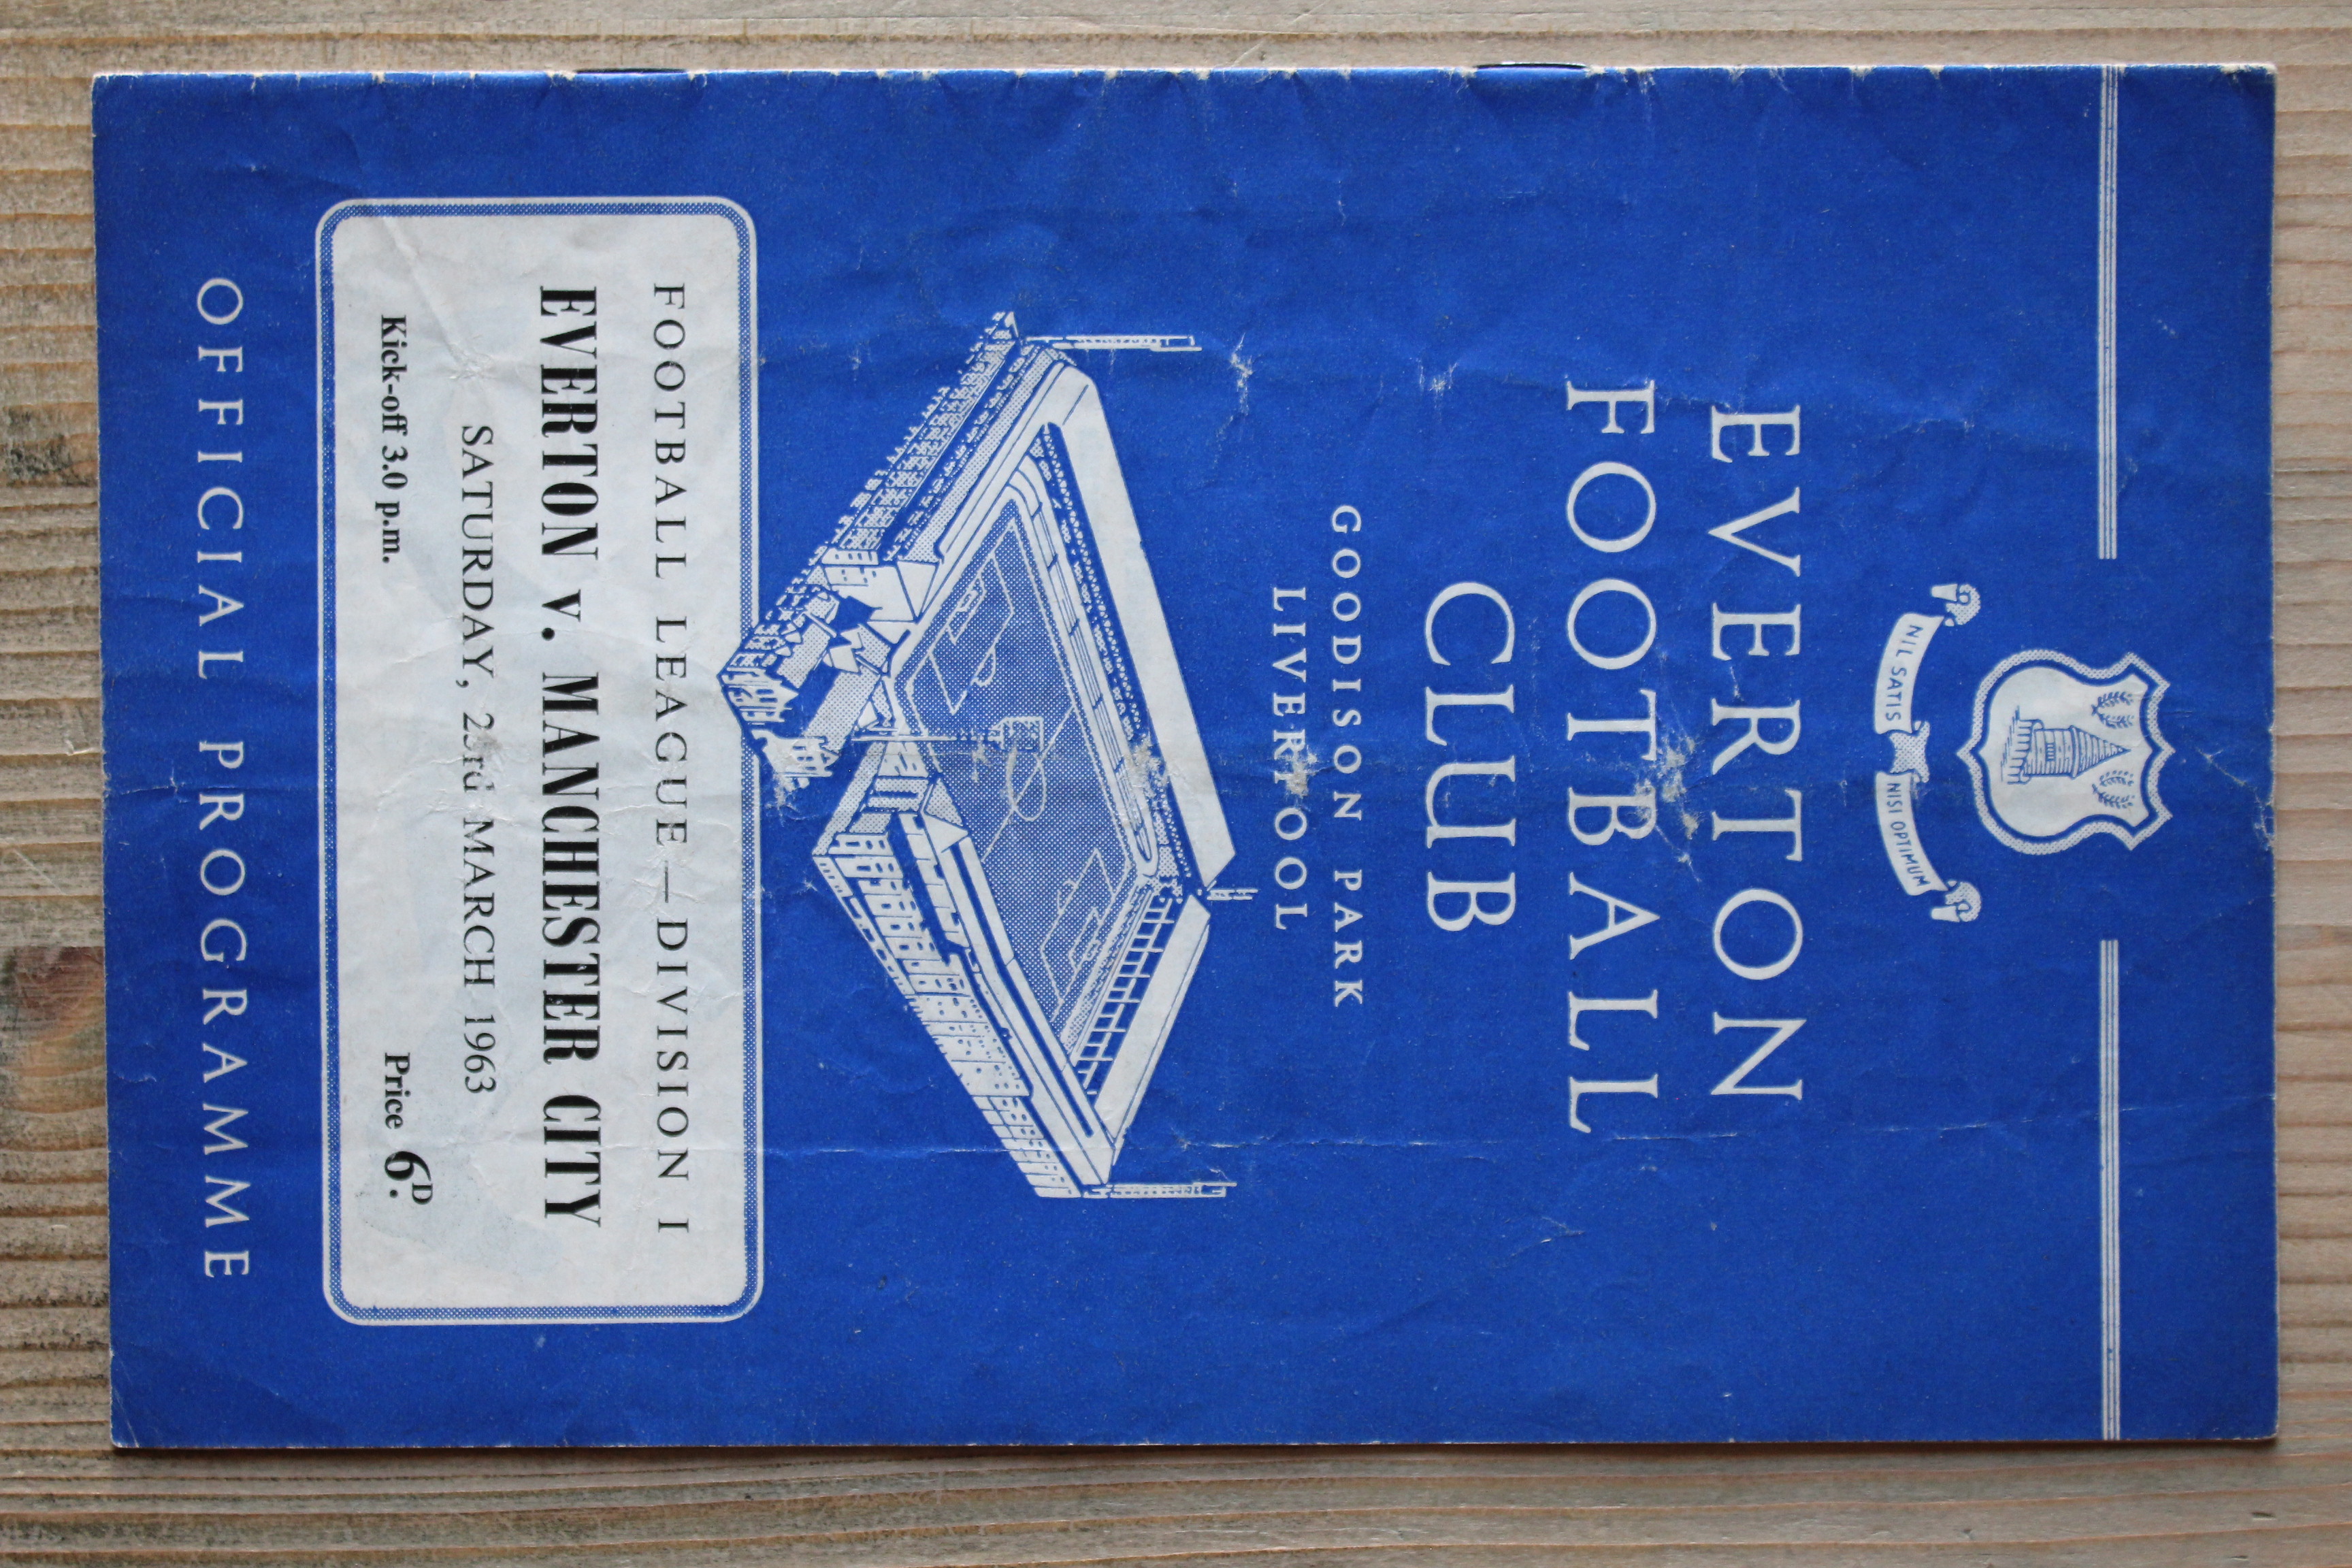 NIL SATIS NISI OPTIMUM
EVERTON
FOOTBALL
CLUB
GOODISON PARK
LIVERPOOL
FOOTBALL LEAGUE—DIVISION I
EVERTON v. MANCHESTER CITY
SATURDAY, 23rd MARCH 1963
Kick-off 3.0 p.m. Price 6D.
OFFICIAL PROGRAMME